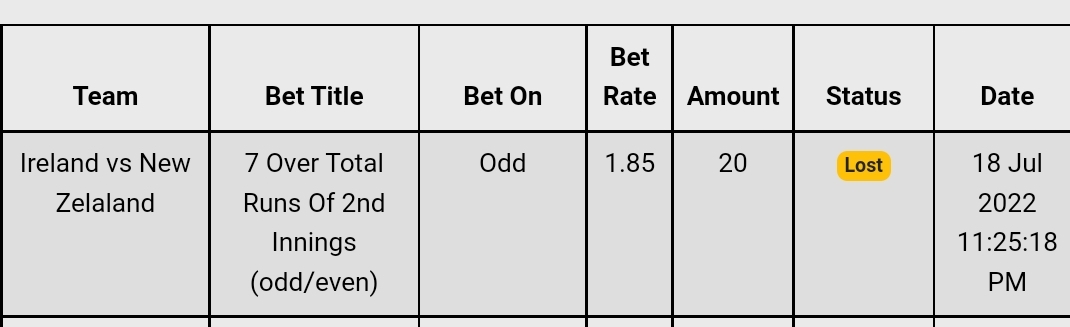 Team
Bet Title
Bet On
Bet
Rate
Amount
Status
Date
Ireland vs New
Zelaland
7 Over Total
Runs Of 2nd
Innings
(odd/even)
Odd
1.85
20
Lost
18 Jul
2022
11:25:18
PM